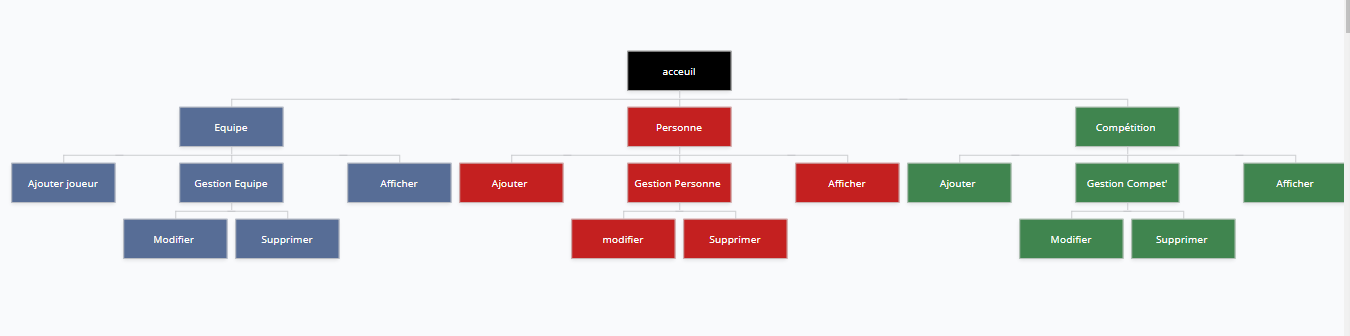 acceuil
Equipe
Personne
Compétition
Ajouter joueur
Gestion Equipe
Afficher
Ajouter
Gestion Personne
Afficher
Ajouter
Gestion Compet'
Afficher
Modifier
Supprimer
modifier
Supprimer
Modifier
Supprimer